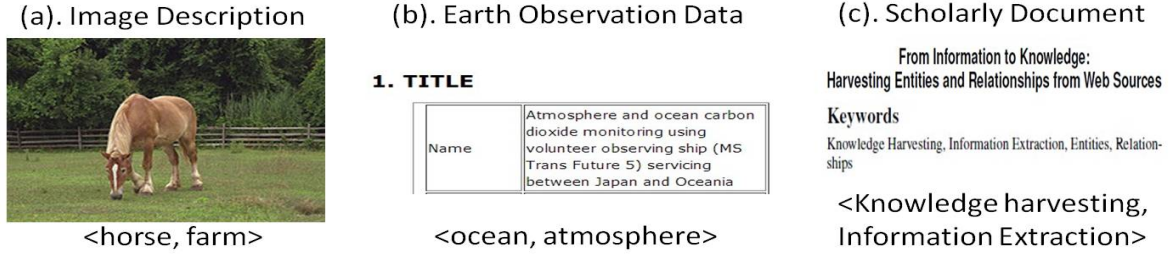 (a). Image Description
<horse, farm>
(b). Earth Observation Data
1. TITLE
Name
Atmosphere and ocean carbon
dioxide monitoring using
volunteer observing ship (MS
Trans Future 5) servicing
between Japan and Oceania
<ocean, atmosphere>
(c). Scholarly Document
From Information to Knowledge:
Harvesting Entities and Relationships from Web Sources
Keywords
Knowledge Harvesting, Information Extraction, Entities, Relation-
ships
<Knowledge harvesting,
Information Extraction>